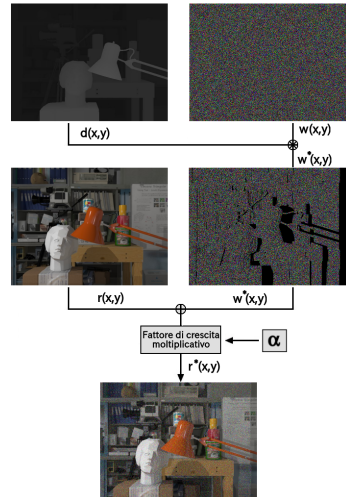 d(x,y)
w(x,y)
w*(x,y)
r(x,y)
w*(x,y)
Fattore di crescita
moltiplicativo
α
r*(x,y)